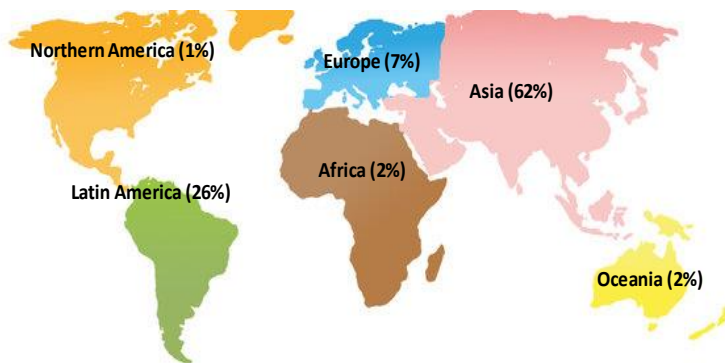 Northern America (1%)
Europe (7%)
Asia (62%)
Africa (2%)
Latin America (26%)
Oceania (2%)